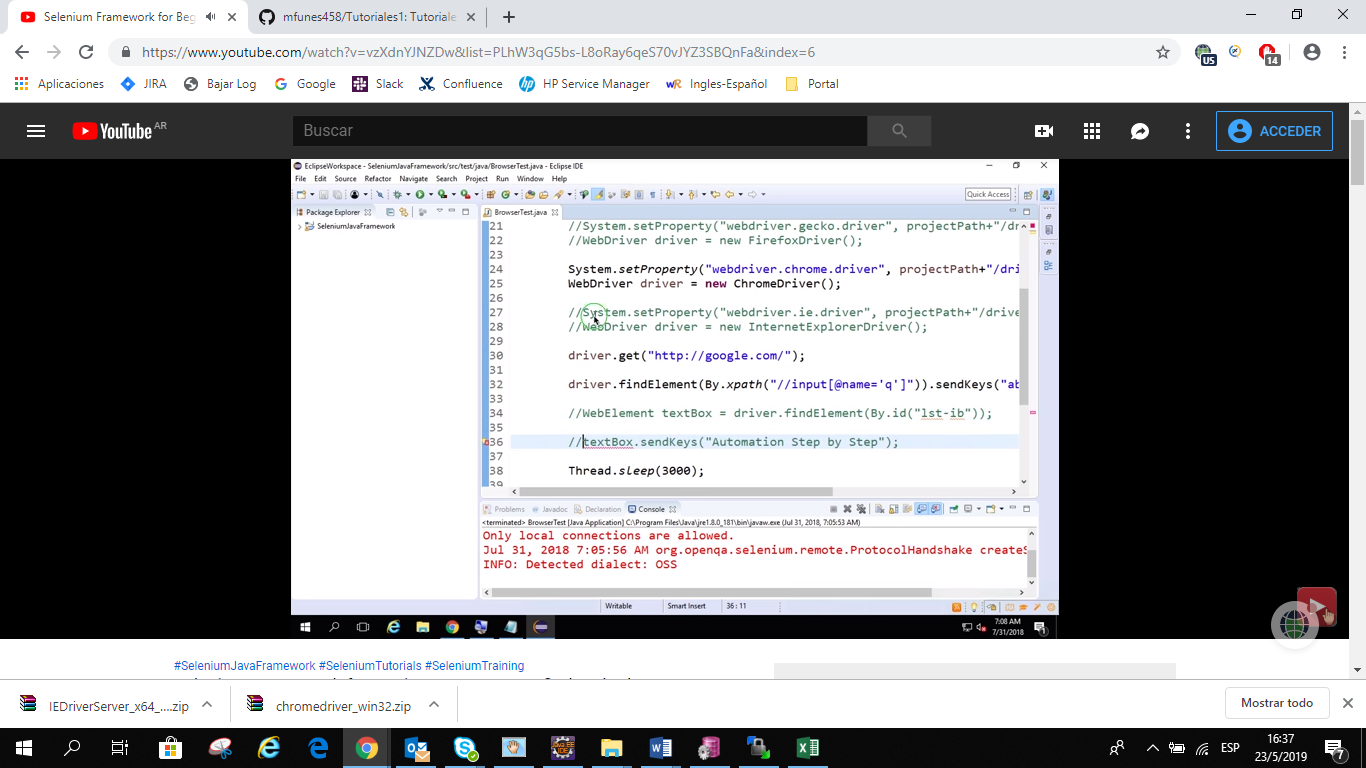 Selenium Framework for Beg
mfunes458/Tutoriales1: Tutoriale
https://www.youtube.com/watch?v=vzXdnYJNZDw&list=PLhW3qG5bs-L8oRay6qeS70vJYZ3SBQnFa&index=6
US
14
Aplicaciones JIRA Bajar Log Google Slack Confluence HP Service Manager Ingles-Español Portal
YouTube AR
Buscar
ACCEDER
EclipseWorkspace - SeleniumJavaFramework/src/test/java/BrowserTest.java - Eclipse IDE
File Edit Source Refactor Navigate Search Project Run Window Help
Quick Access
Package Explorer
BrowserTest.java
SeleniumJavaFramework
21 //System.setProperty("webdriver.gecko.driver", projectPath+"/dr
22 //WebDriver driver = new FirefoxDriver();
23
24 System.setProperty("webdriver.chrome.driver", projectPath+"/dri
25 WebDriver driver = new ChromeDriver();
26
27 //System.setProperty("webdriver.ie.driver", projectPath+"/drive
28 //WebDriver driver = new InternetExplorerDriver();
29
30 driver.get("http://google.com/");
31
32 driver.findElement(By.xpath("//input[@name='q']")).sendKeys("ab
33
34 //WebElement textBox = driver.findElement(By.id("lst-ib"));
35
36 //textBox.sendKeys("Automation Step by Step");
37
38 Thread.sleep(3000);
39
Problems Javadoc Declaration Console
<terminated> BrowserTest [Java Application] C:\Program Files\Java\jre1.8.0_181\bin\javaw.exe (Jul 31, 2018, 7:05:53 AM)
Only local connections are allowed.
Jul 31, 2018 7:05:56 AM org.openqa.selenium.remote.ProtocolHandshake createS
INFO: Detected dialect: OSS
Writable Smart Insert 36 : 11
7:08 AM
7/31/2018
1
#SeleniumJavaFramework #SeleniumTutorials #SeleniumTraining
IEDriverServer_x64_....zip
chromedriver_win32.zip
Mostrar todo
ESP
16:37
23/5/2019
7